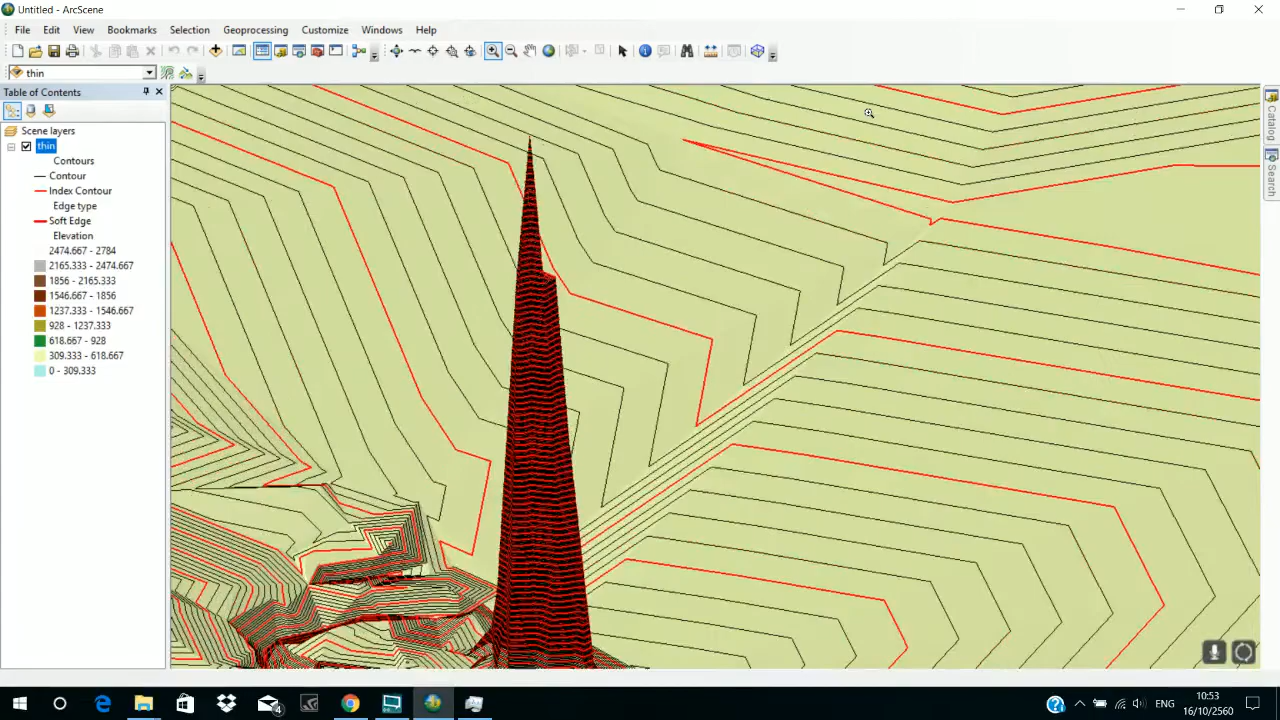 Untitled - ArcScene
File Edit View Bookmarks Selection Geoprocessing Customize Windows Help
thin
Table of Contents
Scene layers
thin
Contours
Contour
Index Contour
Edge type
Soft Edge
Elevation
2474.667 - 2784
2165.333 - 2474.667
1856 - 2165.333
1546.667 - 1856
1237.333 - 1546.667
928 - 1237.333
618.667 - 928
309.333 - 618.667
0 - 309.333
Catalog
Search
4
ENG
10:53
16/10/2560